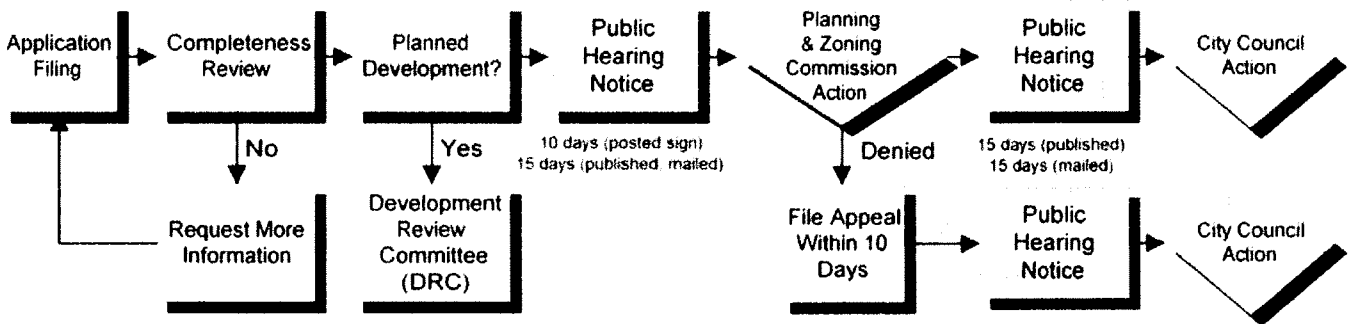 Application
Filing
Completeness
Review
Planned
Development?
Public
Hearing
Notice
Planning
& Zoning
Commission
Action
Public
Hearing
Notice
City Council
Action
No
Yes
10 days (posted sign)
15 days (published, mailed)
Denied
15 days (published)
15 days (mailed)
Request More
Information
Development
Review
Committee
(DRC)
File Appeal
Within 10
Days
Public
Hearing
Notice
City Council
Action